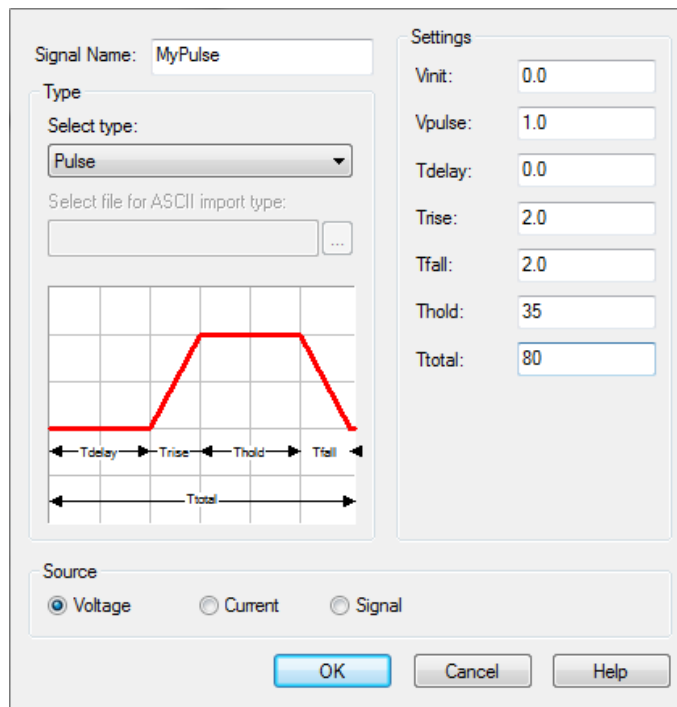 Signal Name: MyPulse
Type
Select type:
Pulse
Select file for ASCII import type:
...
Tdelay Trise Thold Tfall
Ttotal
Settings
Vinit: 0.0
Vpulse: 1.0
Tdelay: 0.0
Trise: 2.0
Tfall: 2.0
Thold: 35
Ttotal: 80
Source
Voltage Current Signal
OK Cancel Help